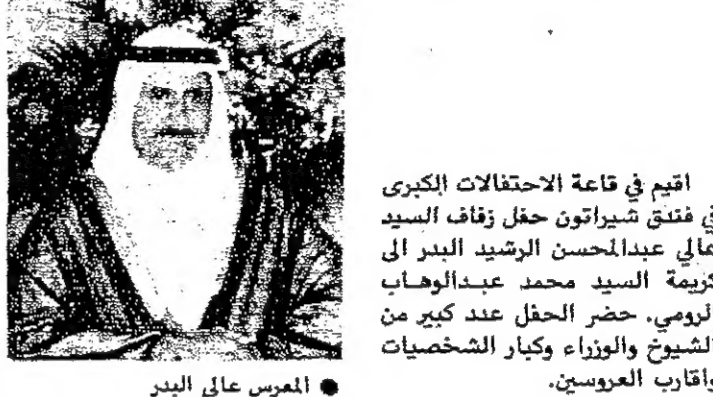 اقيم في قاعة الاحتفالات الكبرى
في فندق شيراتون حفل زفاف السيد
عالي عبدالمحسن الرشيد البدر الى
كريمة السيد محمد عبدالوهاب
الرومي. حضر الحفل عدد كبير من
الشيوخ والوزراء وكبار الشخصيات
واقارب العروسين.
● المعرس عالي البدر